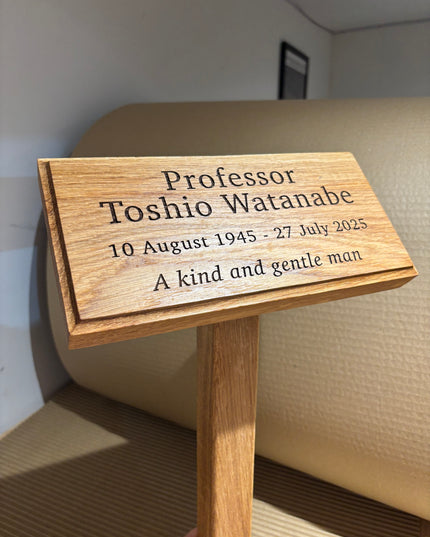 Professor
Toshio Watanabe
10 August 1945 - 27 July 2025
A kind and gentle man